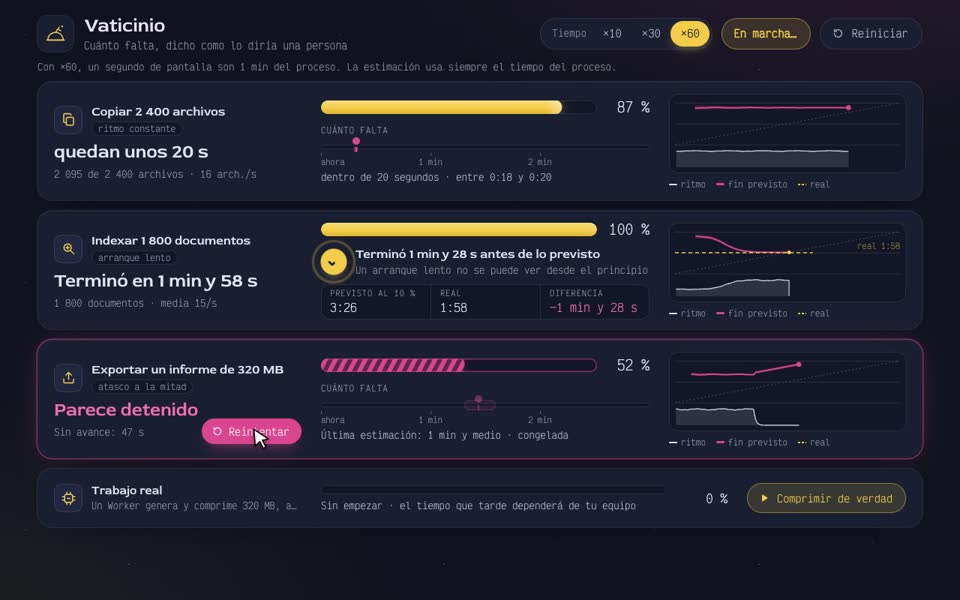 Vaticinio
Cuánto falta, dicho como lo diría una persona
Tiempo ×10 ×30 ×60
En marcha…
Reiniciar
Con ×60, un segundo de pantalla son 1 min del proceso. La estimación usa siempre el tiempo del proceso.
Copiar 2 400 archivos
ritmo constante
quedan unos 20 s
2 095 de 2 400 archivos · 16 arch./s
87 %
CUÁNTO FALTA
ahora 1 min 2 min
dentro de 20 segundos · entre 0:18 y 0:20
ritmo fin previsto real
Indexar 1 800 documentos
arranque lento
Terminó en 1 min y 58 s
1 800 documentos · media 15/s
100 %
Terminó 1 min y 28 s antes de lo previsto
Un arranque lento no se puede ver desde el principio
PREVISTO AL 10 % REAL DIFERENCIA
3:26 1:58 −1 min y 28 s
real 1:58
ritmo fin previsto real
Exportar un informe de 320 MB
atasco a la mitad
Parece detenido
Sin avance: 47 s
Reintentar
52 %
CUÁNTO FALTA
ahora 1 min 2 min
Última estimación: 1 min y medio · congelada
ritmo fin previsto real
Trabajo real
Un Worker genera y comprime 320 MB, a…
Sin empezar · el tiempo que tarde dependerá de tu equipo
0 %
Comprimir de verdad